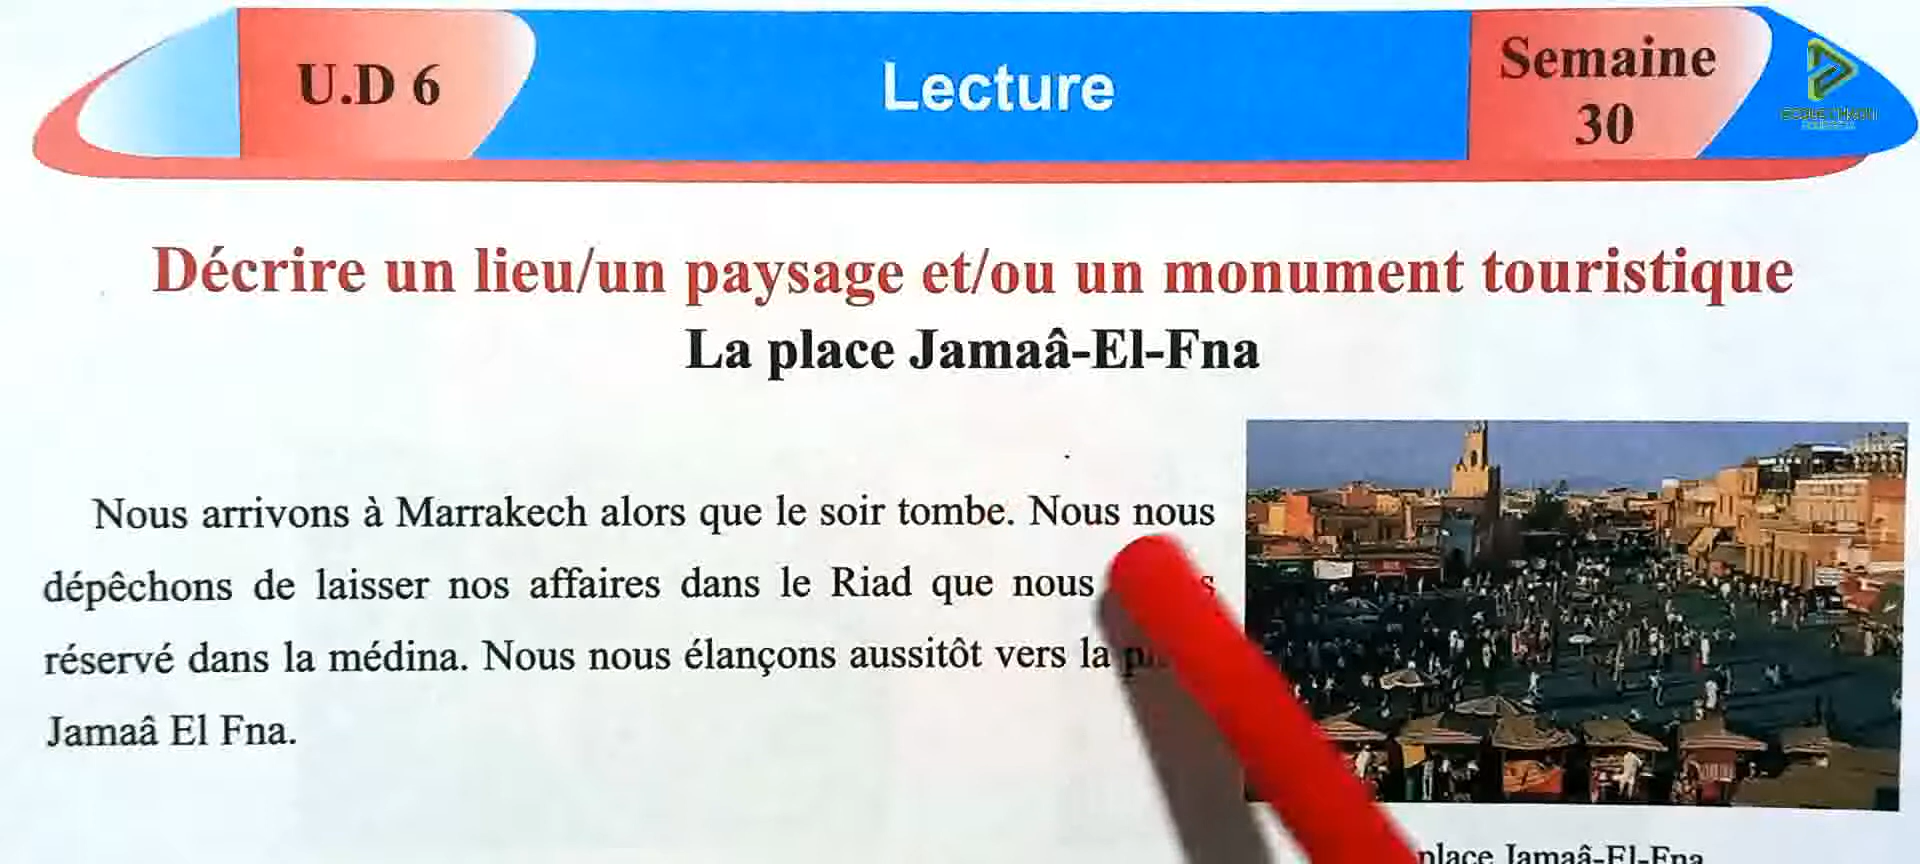 U.D 6
Lecture
Semaine
30
Décrire un lieu/un paysage et/ou un monument touristique
La place Jamaâ-El-Fna
Nous arrivons à Marrakech alors que le soir tombe. Nous nous
dépêchons de laisser nos affaires dans le Riad que nous
réservé dans la médina. Nous nous élançons aussitôt vers la
Jamaâ El Fna.
place Jamaâ-El-Fna